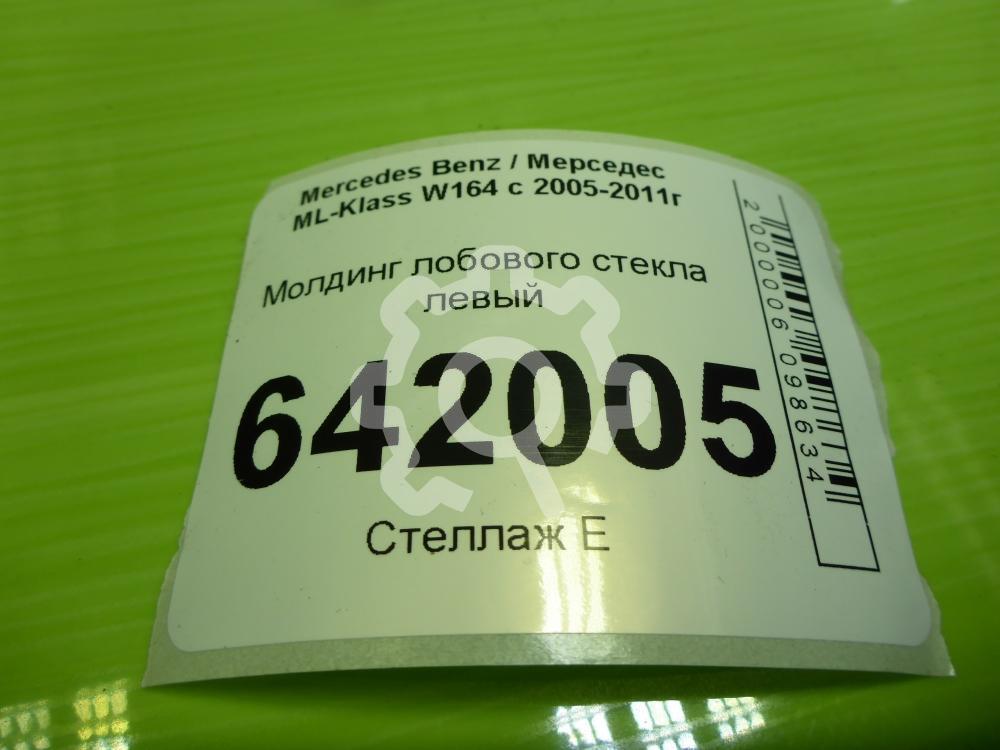 Mercedes Benz / Мерседес
ML-Klass W164 с 2005-2011г
Молдинг лобового стекла
левый
642005
Стеллаж Е
2000006098634